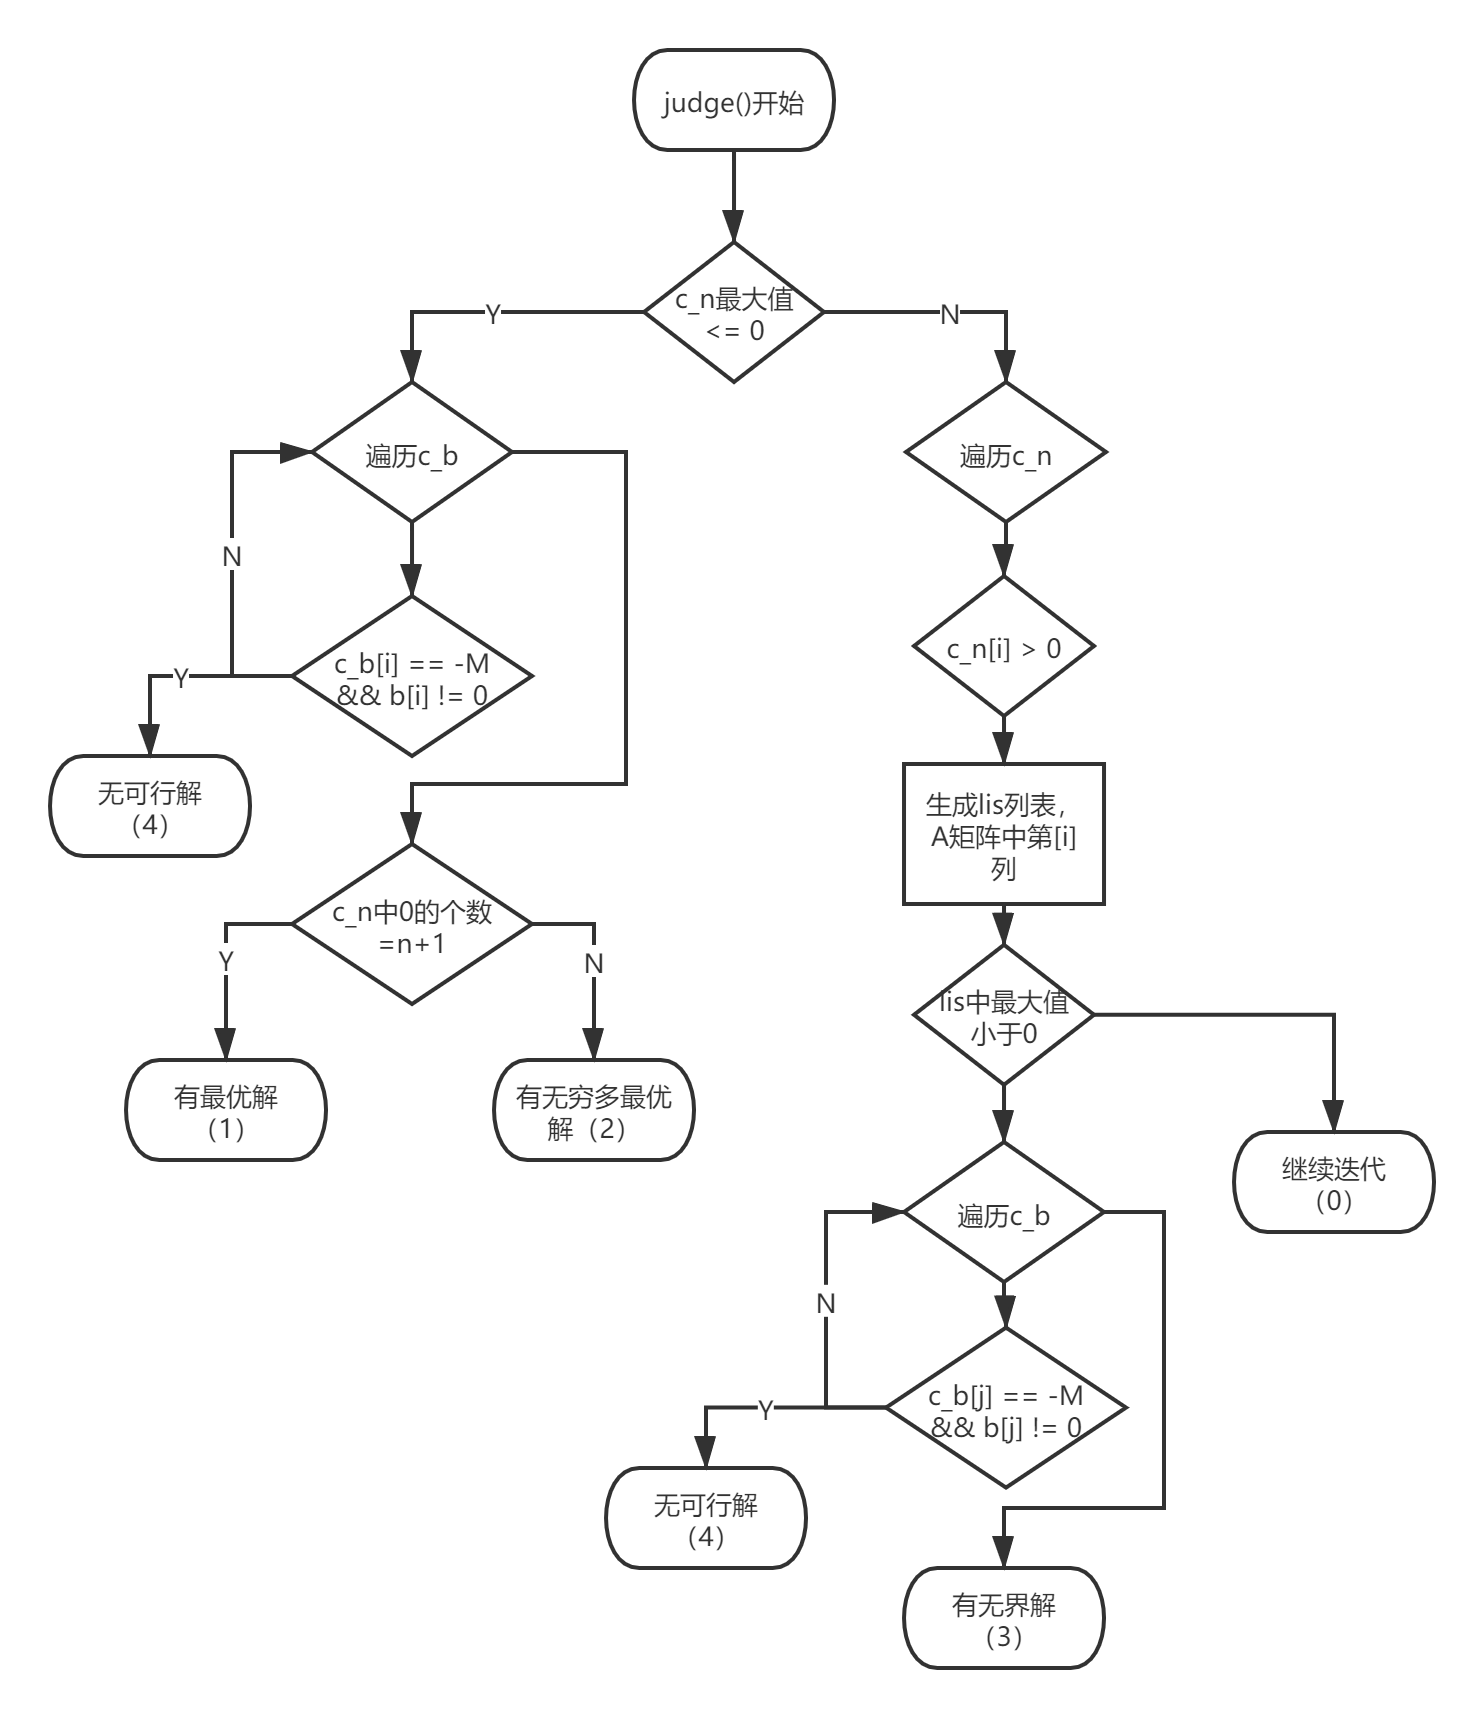 judge()开始
c_n最大值
<= 0
Y
N
遍历c_b
遍历c_n
N
c_n[i] > 0
c_b[i] == -M
&& b[i] != 0
Y
无可行解
（4）
生成lis列表，
A矩阵中第[i]
列
c_n中0的个数
=n+1
Y
N
lis中最大值
小于0
有最优解
（1）
有无穷多最优
解（2）
继续迭代
（0）
遍历c_b
N
c_b[j] == -M
&& b[j] != 0
Y
无可行解
（4）
有无界解
（3）